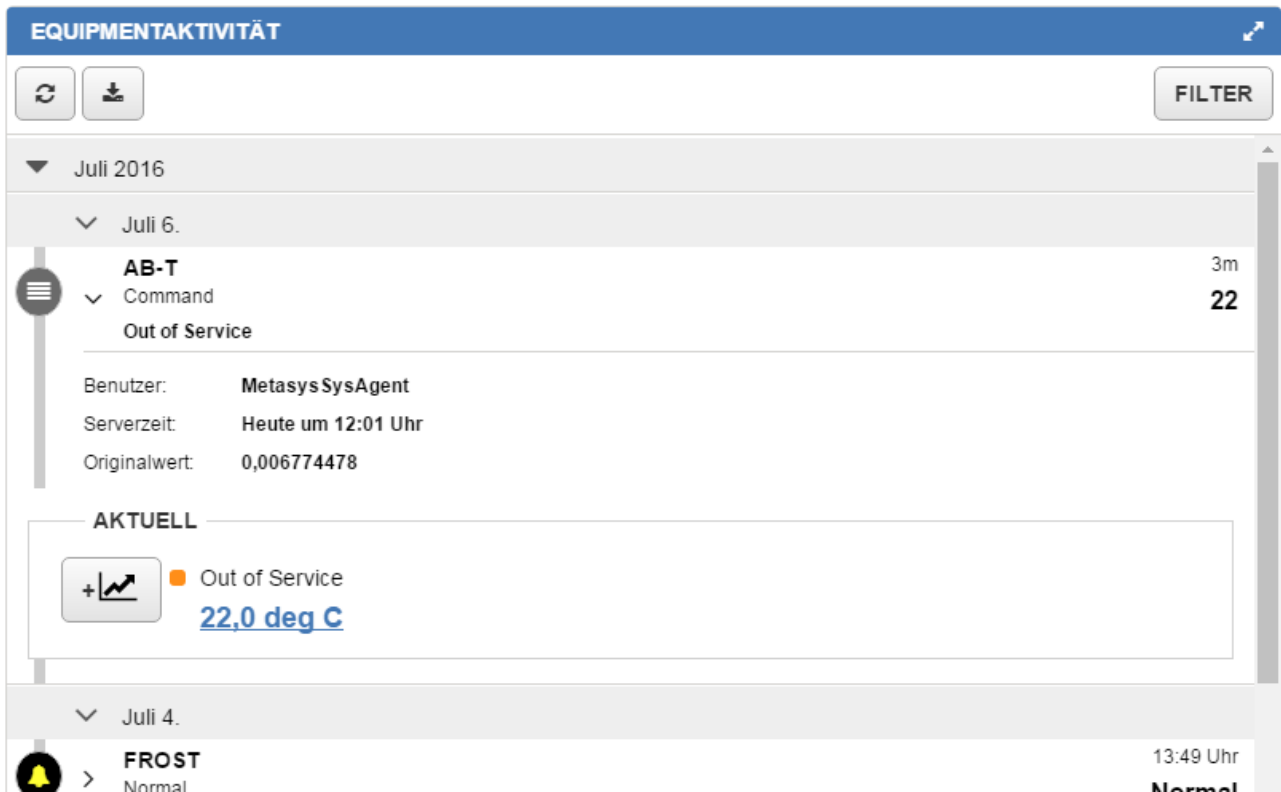 EQUIPMENTAKTIVITÄT
FILTER
Juli 2016
Juli 6.
AB-T 3m
Command 22
Out of Service
Benutzer: MetasysSysAgent
Serverzeit: Heute um 12:01 Uhr
Originalwert: 0,006774478
AKTUELL
+ Out of Service
22,0 deg C
Juli 4.
FROST 13:49 Uhr
Normal Normal